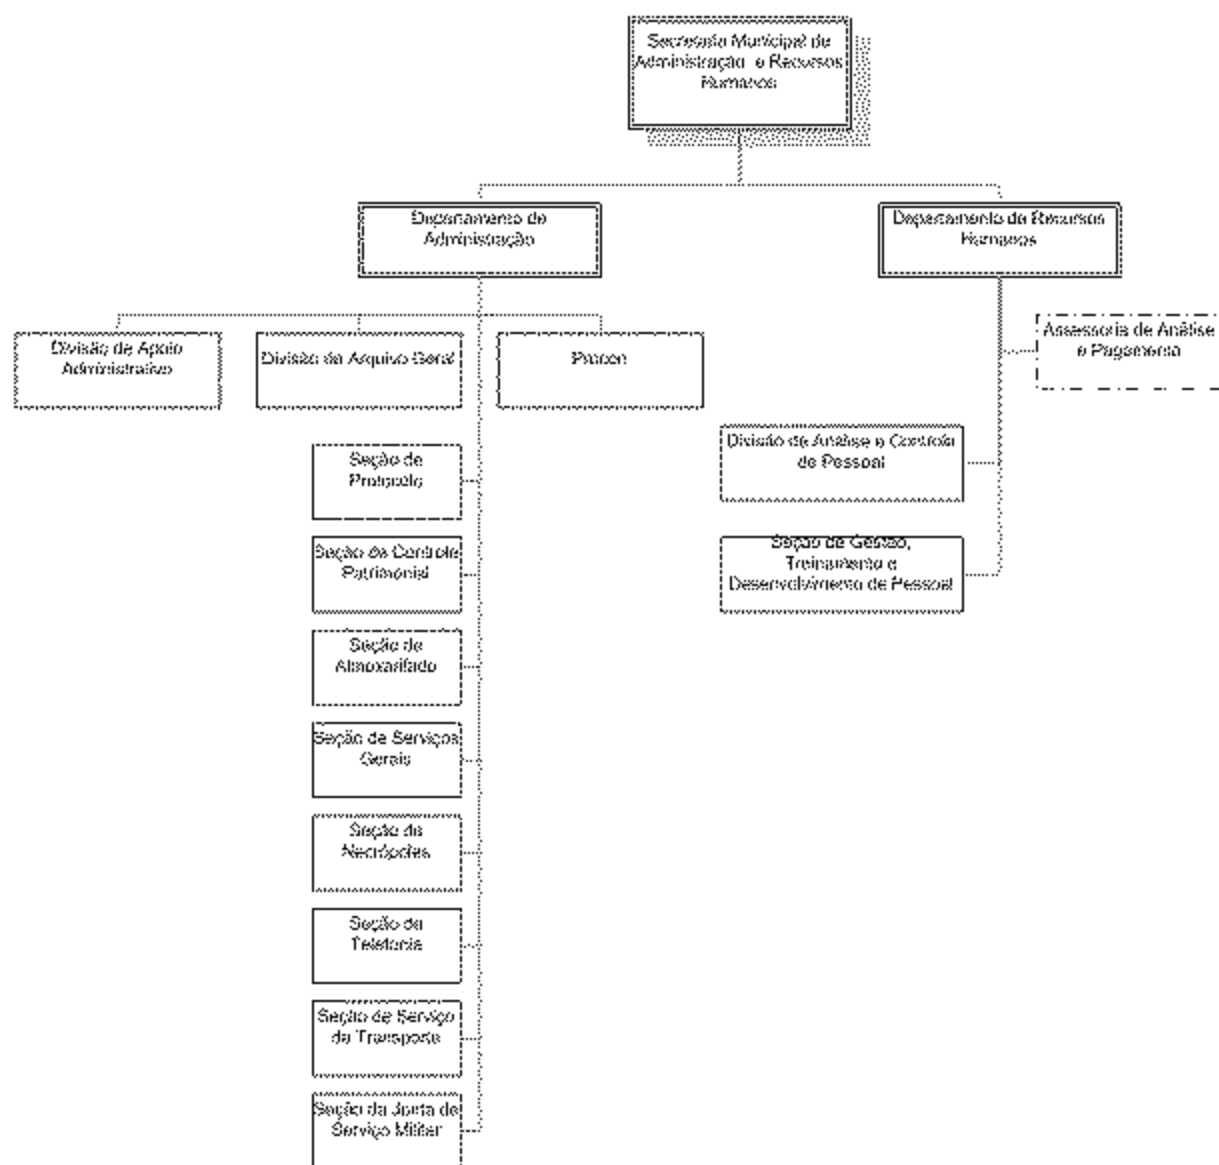 Secretaria Municipal de
Administração e Recursos
Humanos
Departamento de
Administração
Departamento de Recursos
Humanos
Divisão de Apoio
Administrativo
Divisão de Arquivo Geral
Procon
Assessoria de Análise
e Pagamento
Divisão de Análise e Controle
de Pessoal
Seção de Gestão,
Treinamento e
Desenvolvimento de Pessoal
Seção de
Protocolo
Seção de Controle
Patrimonial
Seção de
Almoxarifado
Seção de Serviços
Gerais
Seção de
Necrópoles
Seção de
Telefonia
Seção de Serviço
de Transporte
Seção da Junta de
Serviço Militar